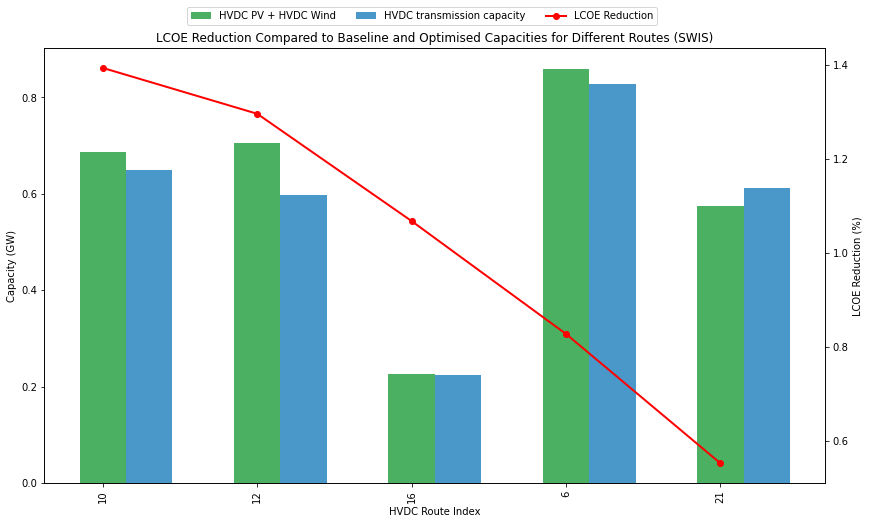 HVDC PV + HVDC Wind HVDC transmission capacity LCOE Reduction
LCOE Reduction Compared to Baseline and Optimised Capacities for Different Routes (SWIS)
Capacity (GW)
0.8
0.6
0.4
0.2
0.0
1.4
1.2
1.0
0.8
0.6
LCOE Reduction (%)
10 12 16 6 21
HVDC Route Index